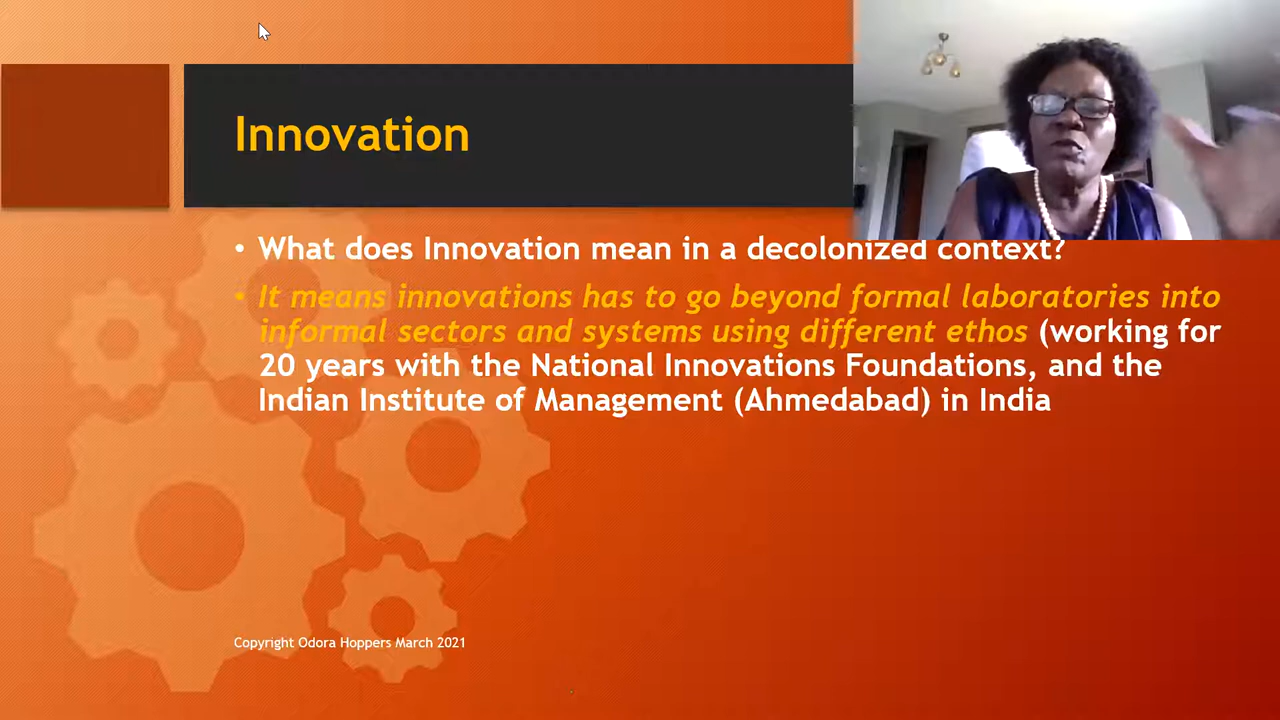 Innovation
• What does Innovation mean in a decolonized context?
• It means innovations has to go beyond formal laboratories into
informal sectors and systems using different ethos (working for
20 years with the National Innovations Foundations, and the
Indian Institute of Management (Ahmedabad) in India
Copyright Odora Hoppers March 2021